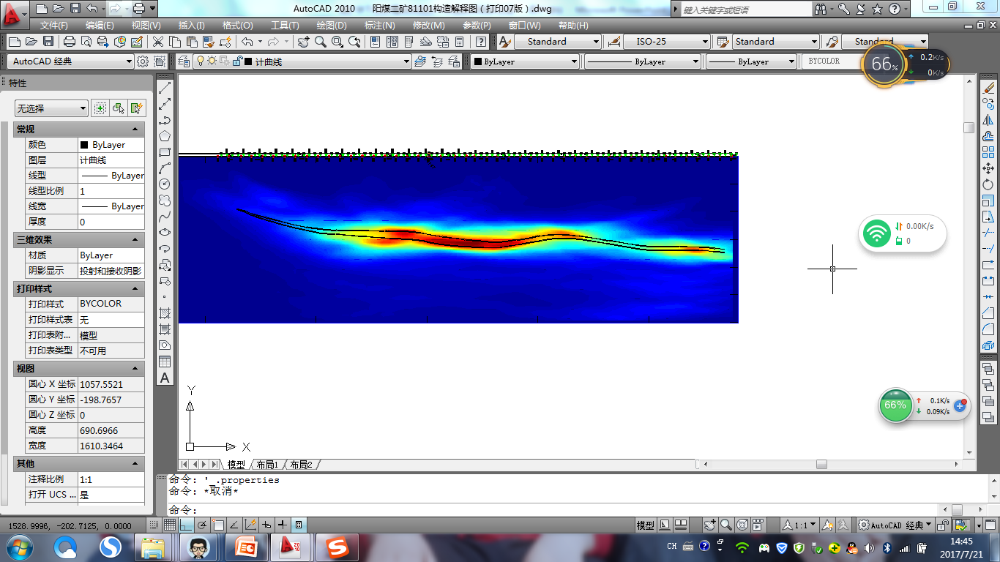 AutoCAD 2010 阳煤二矿81101构造解释图（打印07版）.dwg
键入关键字或短语
文件(F) 编辑(E) 视图(V) 插入(I) 格式(O) 工具(T) 绘图(D) 标注(N) 修改(M) 参数(P) 窗口(W) 帮助(H)
Standard ISO-25 Standard Standard
AutoCAD 经典 计曲线 ByLayer ByLayer ByLayer BYCOLOR
66% 0.2K/s
0K/s
特性
无选择
常规
颜色 ByLayer
图层 计曲线
线型 ByLayer
线型比例 1
线宽 ByLayer
厚度 0
三维效果
材质 ByLayer
阴影显示 投射和接收阴影
打印样式
打印样式 BYCOLOR
打印样式表 无
打印表附... 模型
打印表类型 不可用
视图
圆心 X 坐标 1057.5521
圆心 Y 坐标 -198.7657
圆心 Z 坐标 0
高度 690.6966
宽度 1610.3464
其他
注释比例 1:1
打开 UCS ... 是
A
0.00K/s
0
66% 0.1K/s
0.09K/s
Y
X
模型 布局1 布局2
命令: '_.properties
命令: *取消*
命令:
1528.9996, -202.7125, 0.0000 模型 1:1 AutoCAD 经典
CH 14:45
2017/7/21